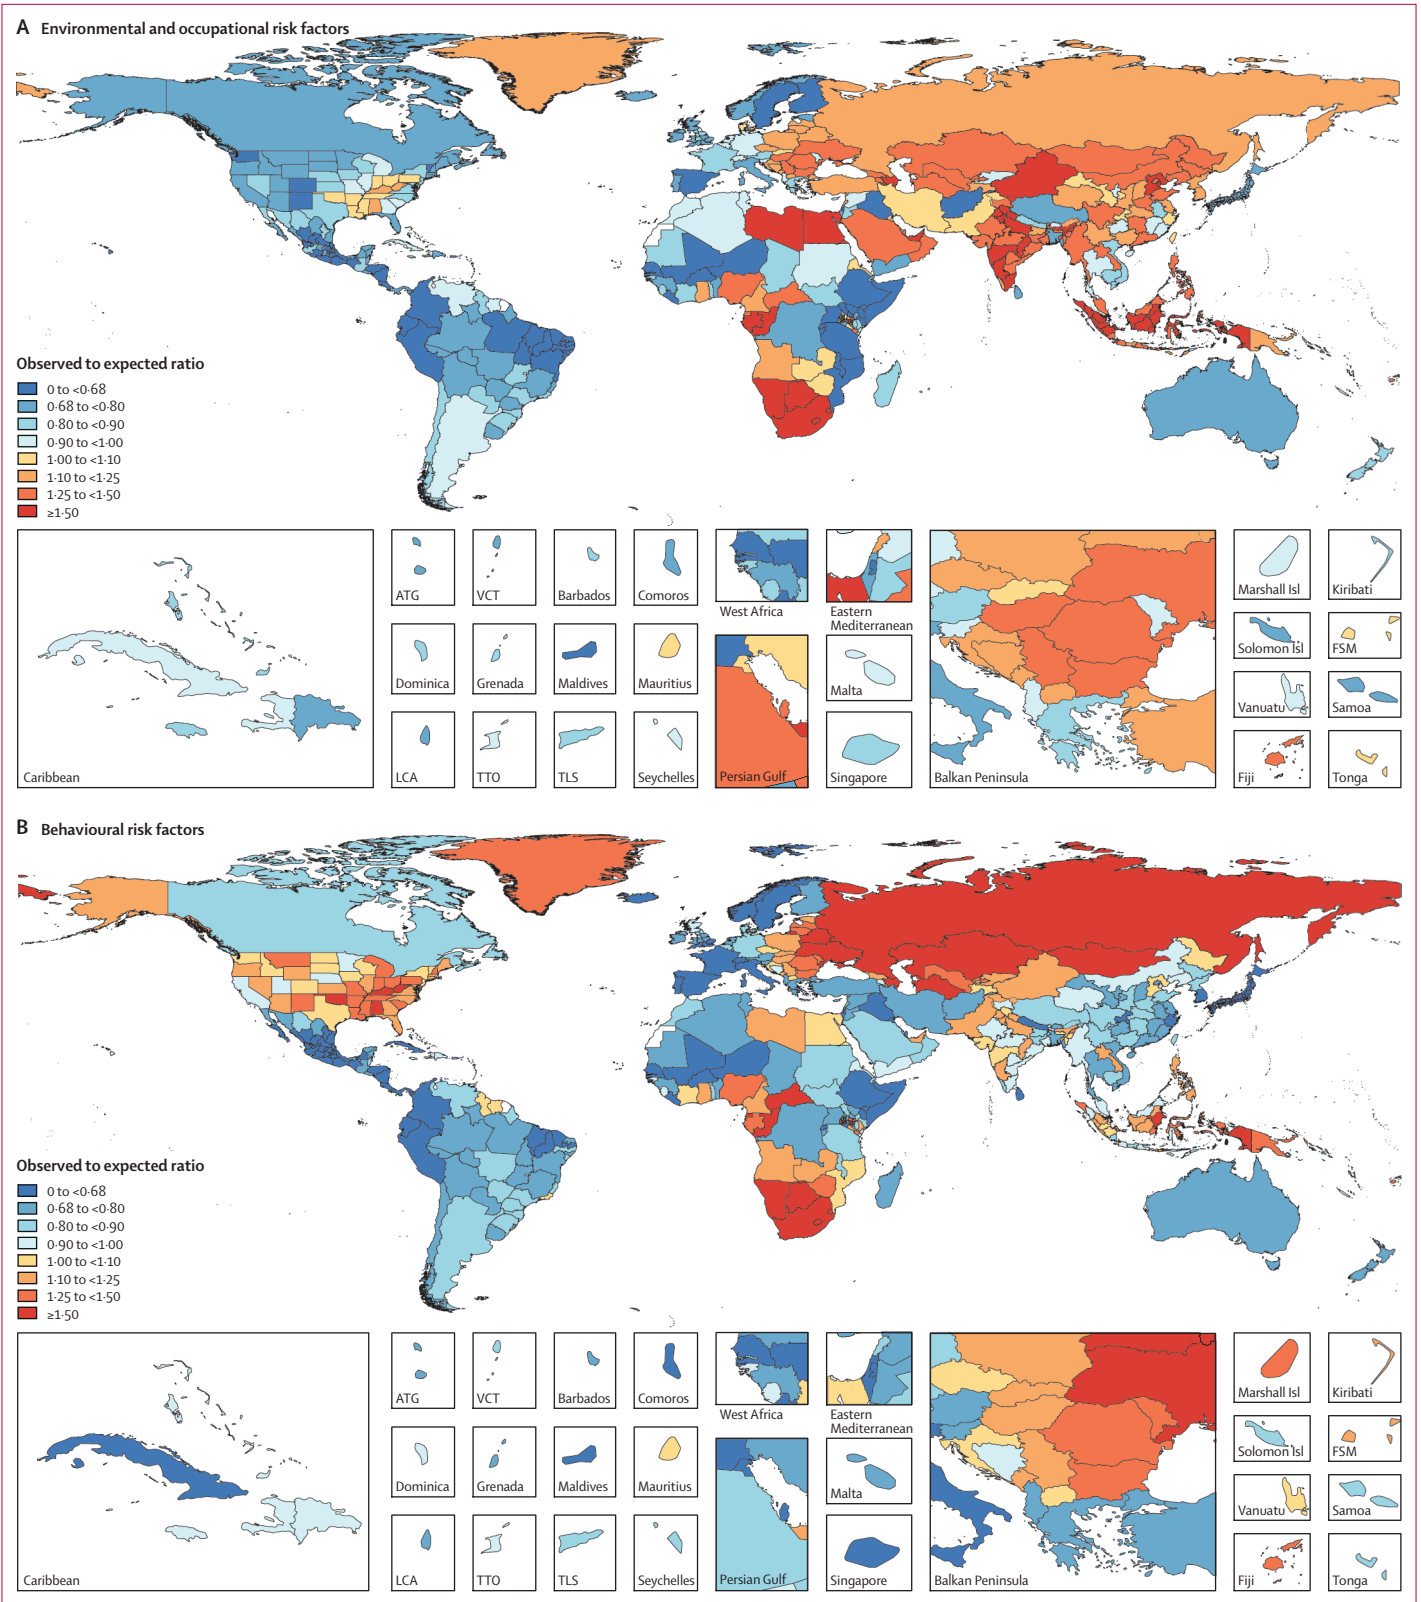 A Environmental and occupational risk factors
Observed to expected ratio
0 to <0·68
0·68 to <0·80
0·80 to <0·90
0·90 to <1·00
1·00 to <1·10
1·10 to <1·25
1·25 to <1·50
≥1·50
Caribbean
ATG
VCT
Barbados
Comoros
Dominica
Grenada
Maldives
Mauritius
LCA
TTO
TLS
Seychelles
West Africa
Eastern
Mediterranean
Persian Gulf
Malta
Singapore
Balkan Peninsula
Marshall Isl
Kiribati
Solomon Isl
FSM
Vanuatu
Samoa
Fiji
Tonga
B Behavioural risk factors
Observed to expected ratio
0 to <0·68
0·68 to <0·80
0·80 to <0·90
0·90 to <1·00
1·00 to <1·10
1·10 to <1·25
1·25 to <1·50
≥1·50
Caribbean
ATG
VCT
Barbados
Comoros
Dominica
Grenada
Maldives
Mauritius
LCA
TTO
TLS
Seychelles
West Africa
Eastern
Mediterranean
Persian Gulf
Malta
Singapore
Balkan Peninsula
Marshall Isl
Kiribati
Solomon Isl
FSM
Vanuatu
Samoa
Fiji
Tonga